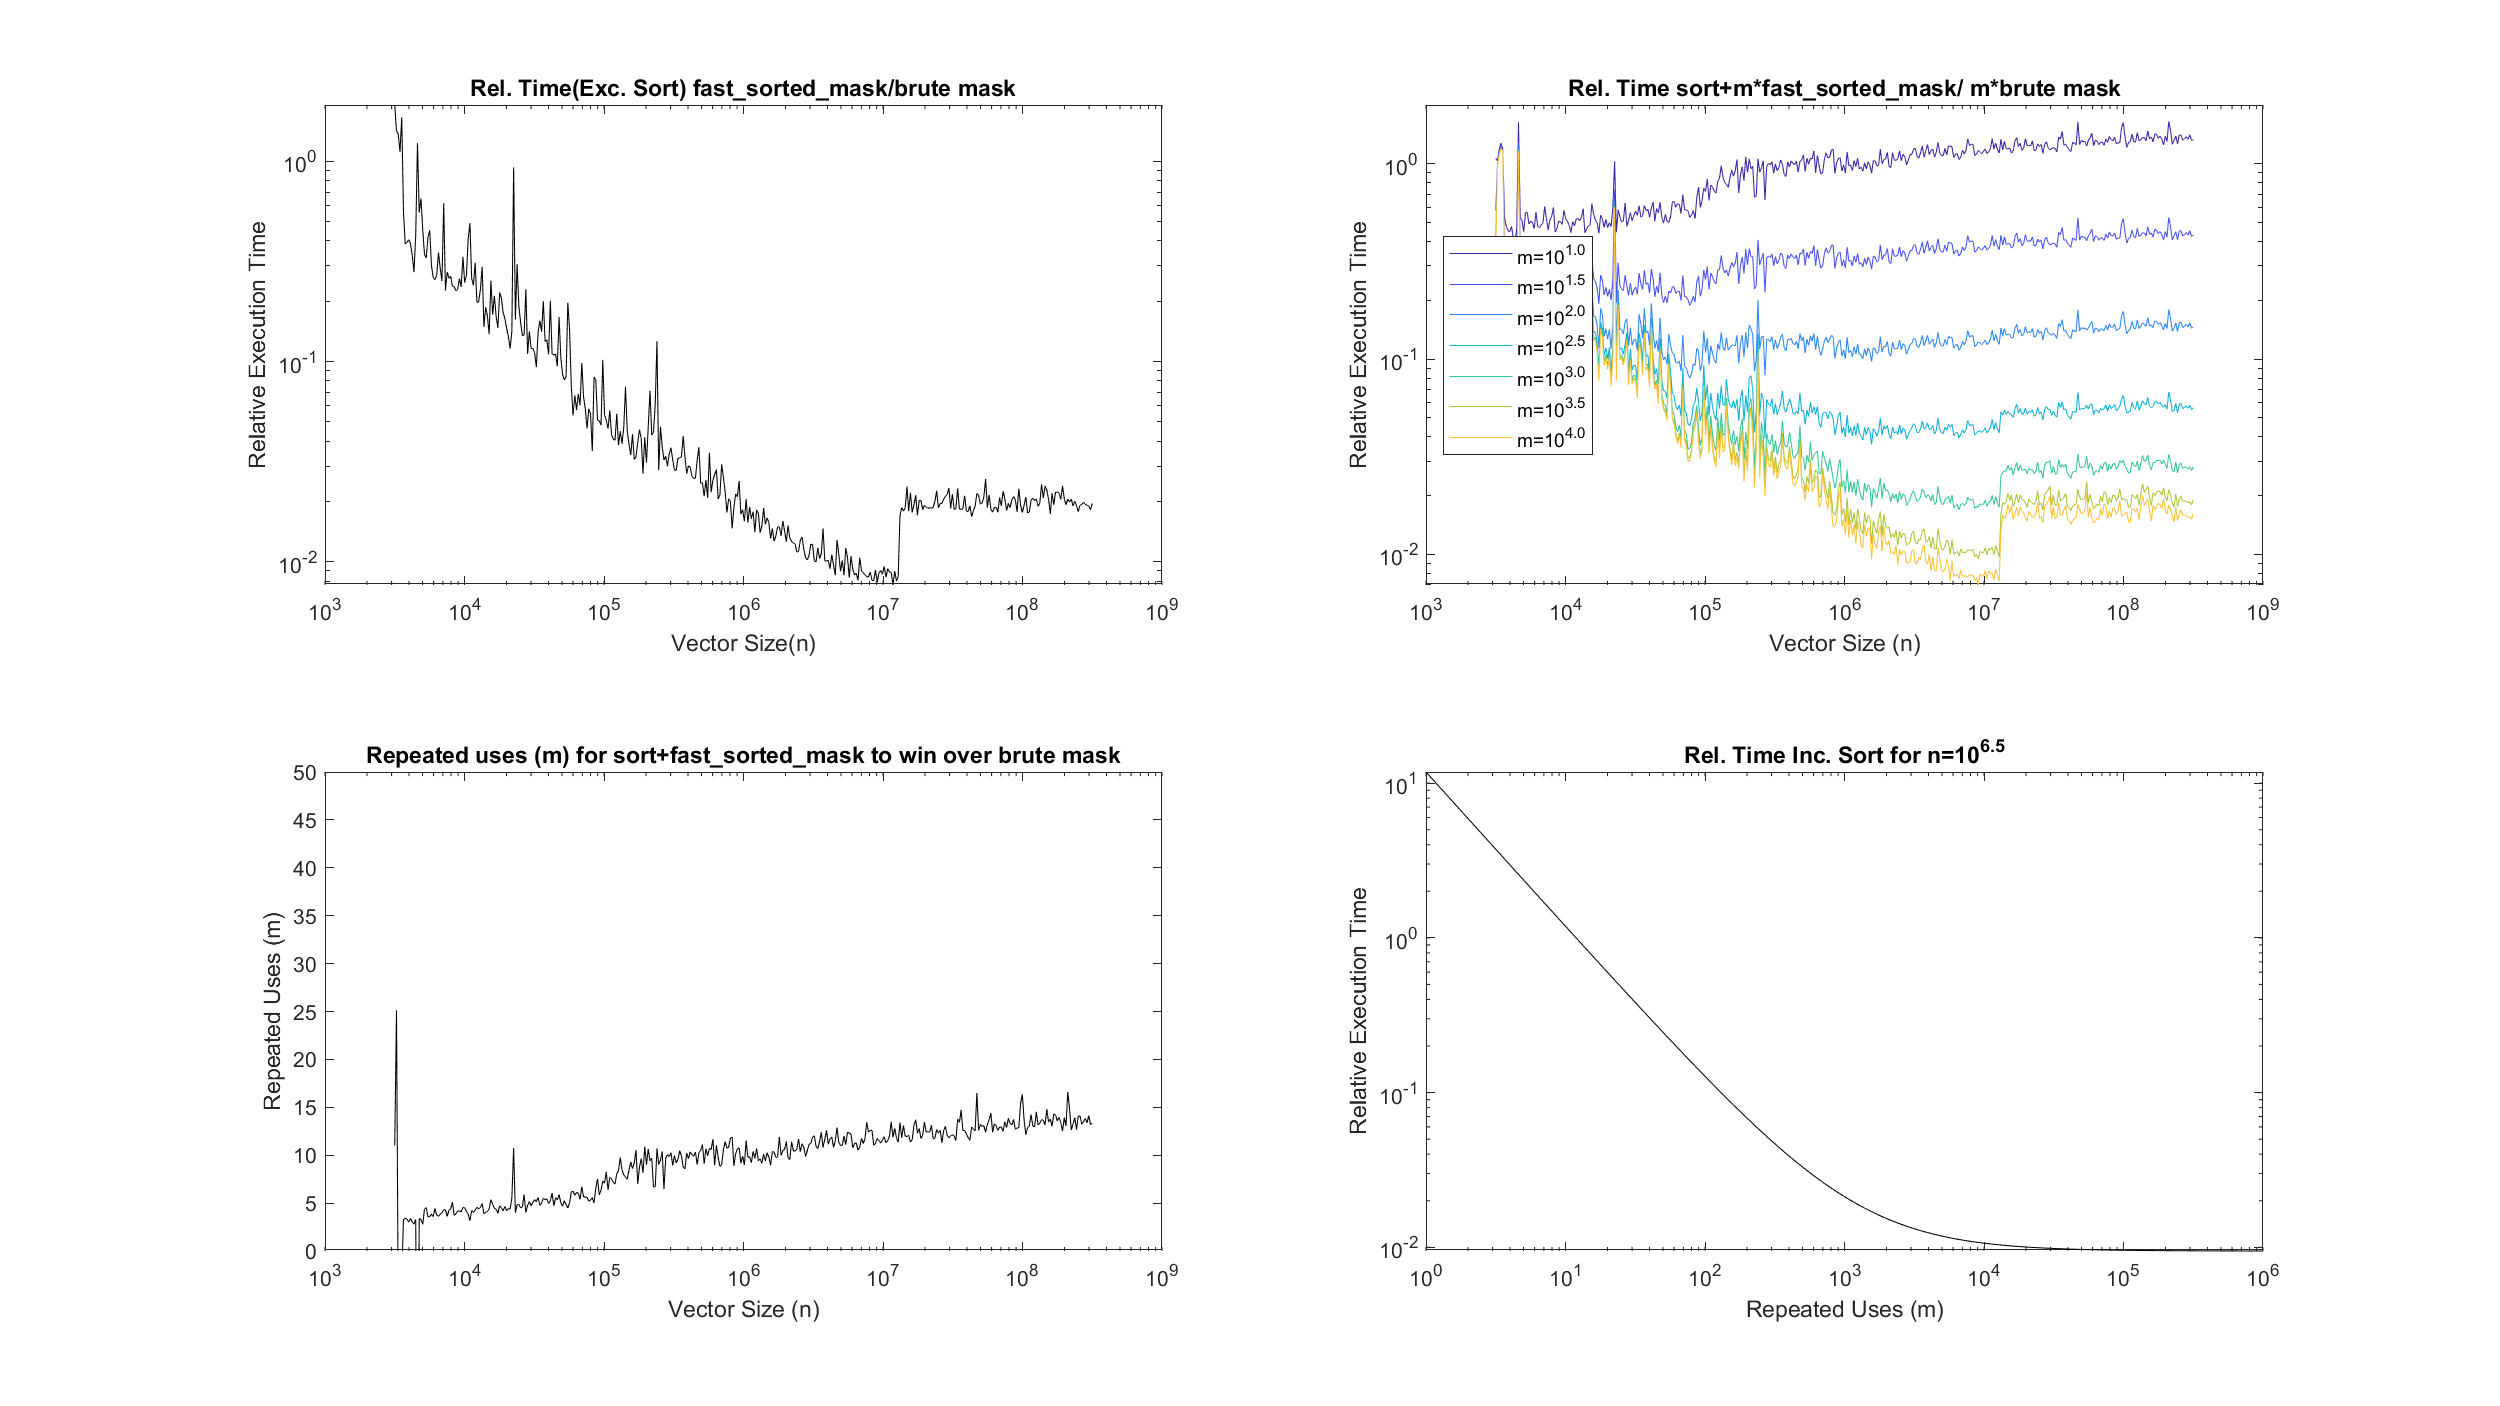 Rel. Time(Exc. Sort) fast_sorted_mask/brute mask
Relative Execution Time
10^0
10^-1
10^-2
10^3 10^4 10^5 10^6 10^7 10^8 10^9
Vector Size(n)
Rel. Time sort+m*fast_sorted_mask/ m*brute mask
Relative Execution Time
10^0
10^-1
10^-2
m=10^1.0
m=10^1.5
m=10^2.0
m=10^2.5
m=10^3.0
m=10^3.5
m=10^4.0
10^3 10^4 10^5 10^6 10^7 10^8 10^9
Vector Size (n)
Repeated uses (m) for sort+fast_sorted_mask to win over brute mask
Repeated Uses (m)
50
45
40
35
30
25
20
15
10
5
0
10^3 10^4 10^5 10^6 10^7 10^8 10^9
Vector Size (n)
Rel. Time Inc. Sort for n=10^6.5
Relative Execution Time
10^1
10^0
10^-1
10^-2
10^0 10^1 10^2 10^3 10^4 10^5 10^6
Repeated Uses (m)